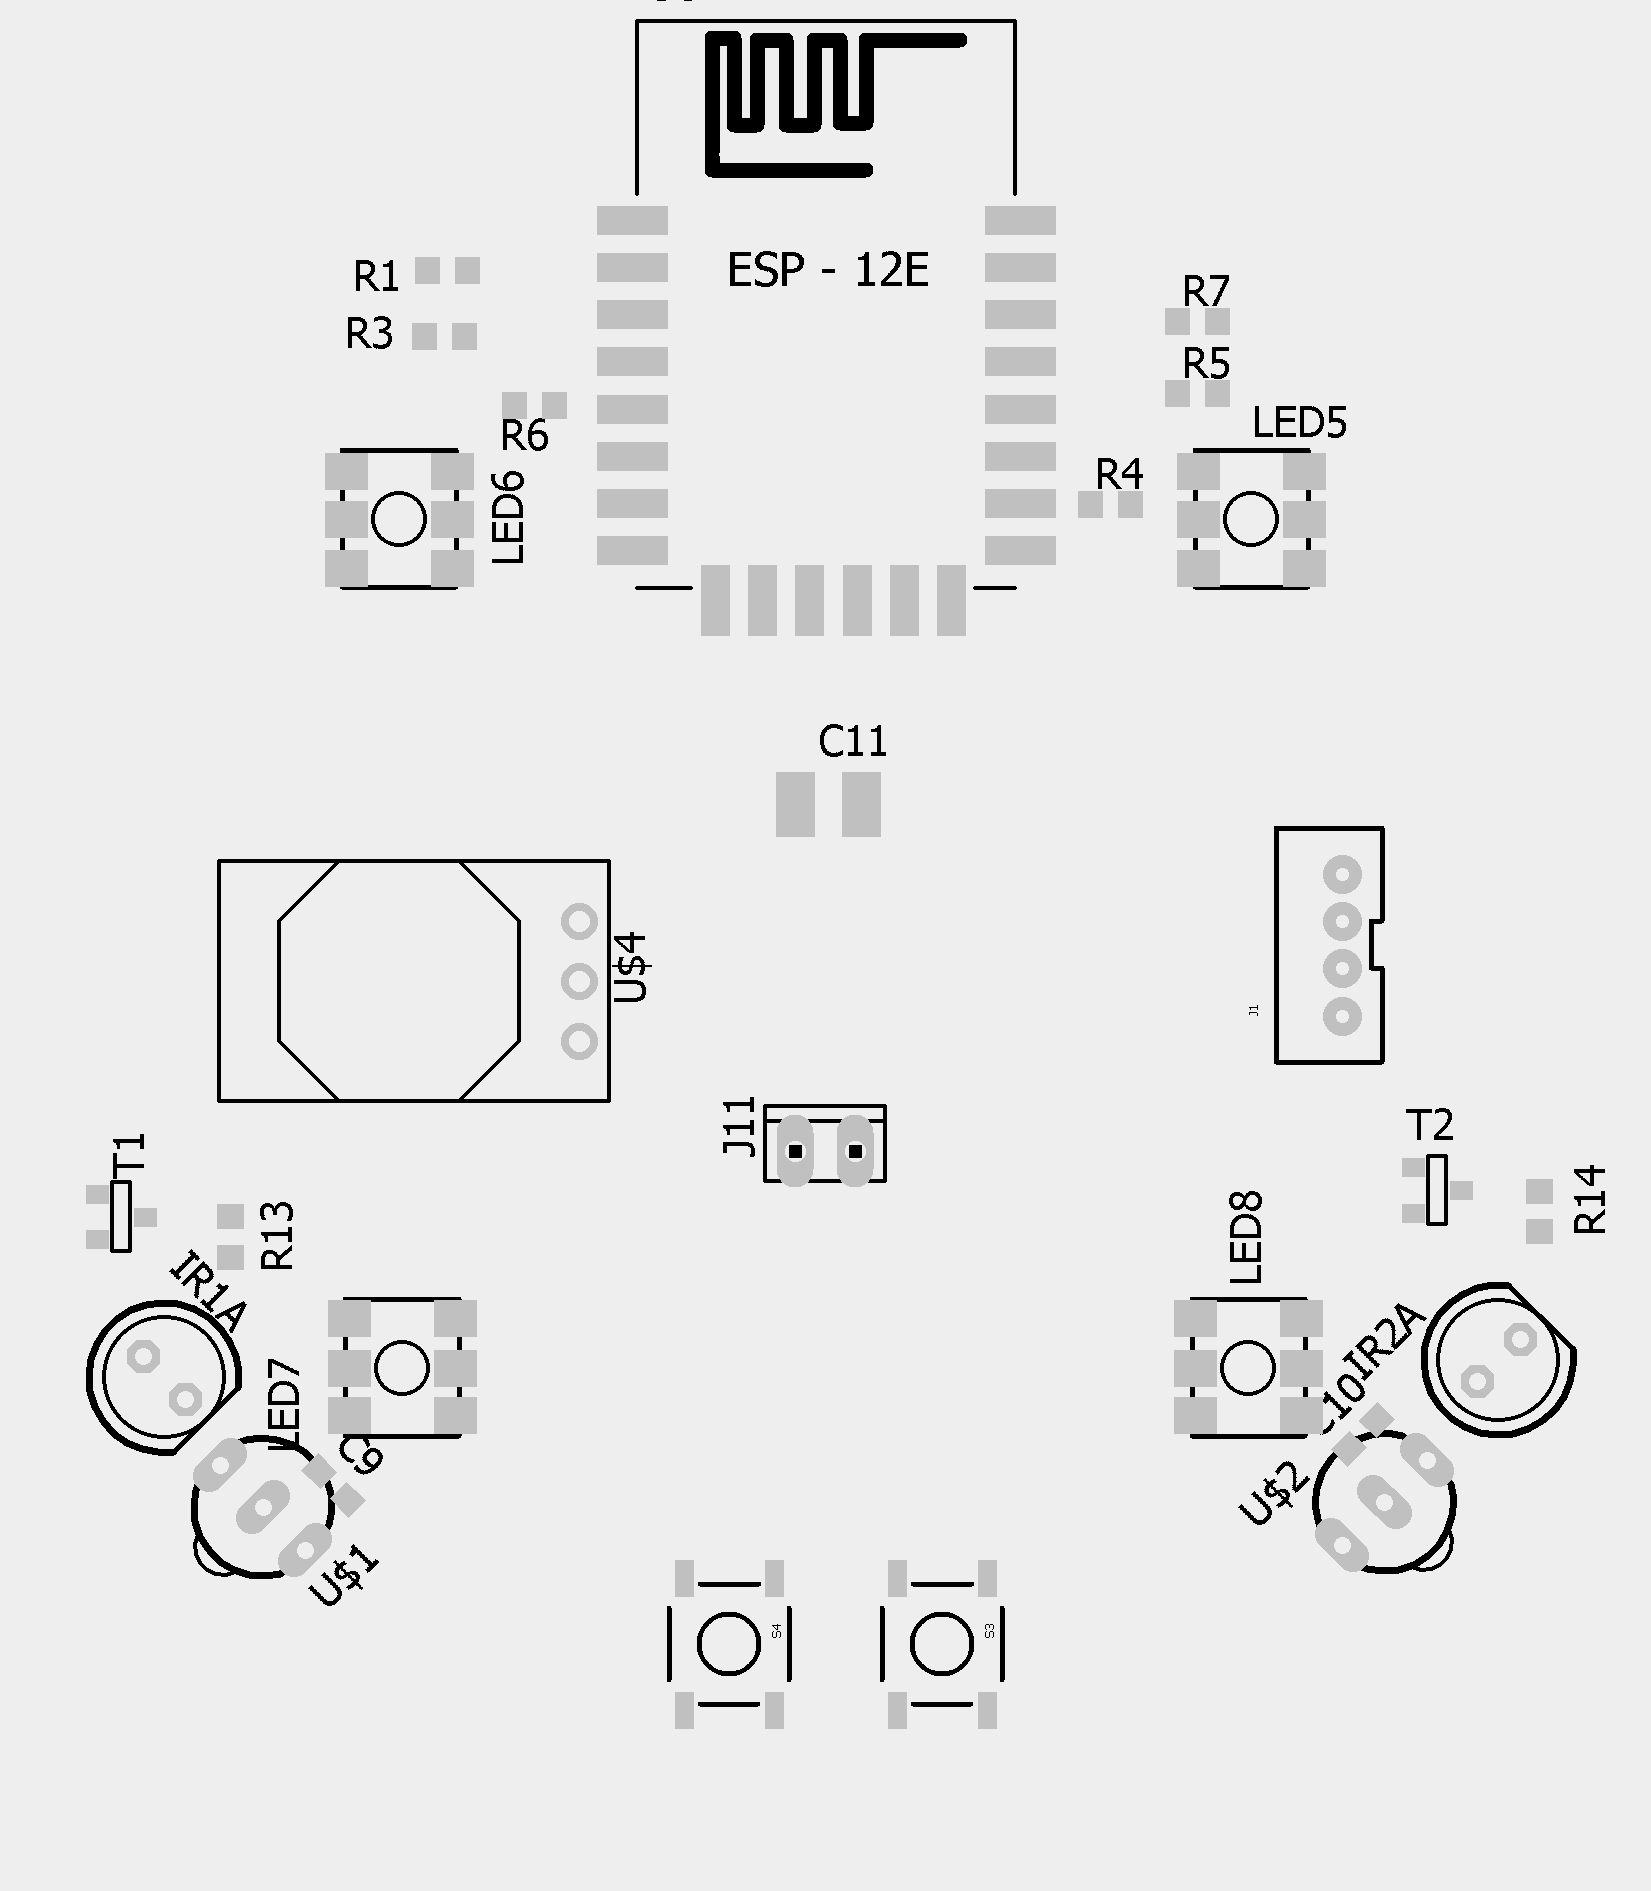 ESP - 12E
R1
R7
R3
R5
R6
LED5
R4
LED6
C11
U$4
J1
J11
T2
T1
R14
R13
LED8
IR1A
IR2A
LED7
C9
U$2
U$1
S4
S3